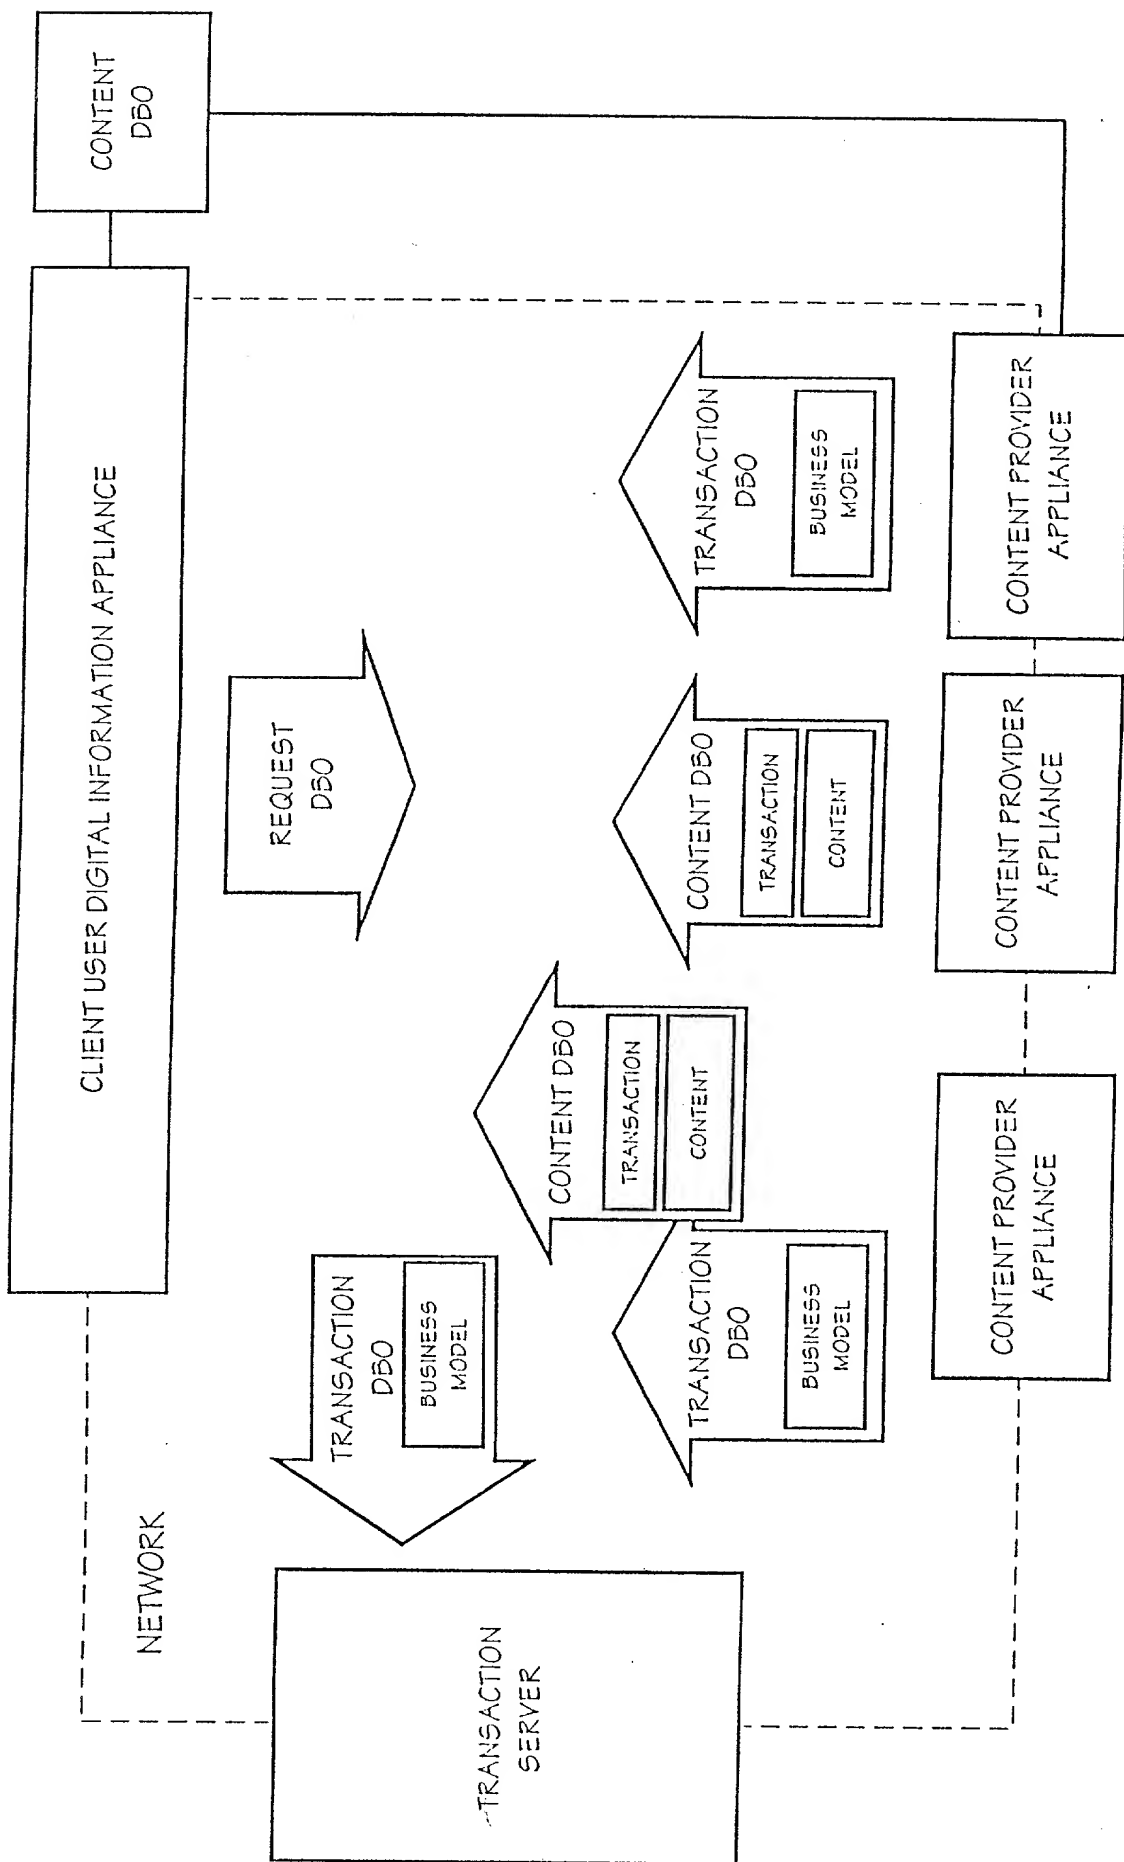 CLIENT USER DIGITAL INFORMATION APPLIANCE
CONTENT
DBO
NETWORK
REQUEST
DBO
TRANSACTION
DBO
BUSINESS
MODEL
TRANSACTION
SERVER
CONTENT DBO
TRANSACTION
CONTENT
TRANSACTION
DBO
BUSINESS
MODEL
CONTENT DBO
TRANSACTION
CONTENT
TRANSACTION
DBO
BUSINESS
MODEL
CONTENT PROVIDER
APPLIANCE
CONTENT PROVIDER
APPLIANCE
CONTENT PROVIDER
APPLIANCE